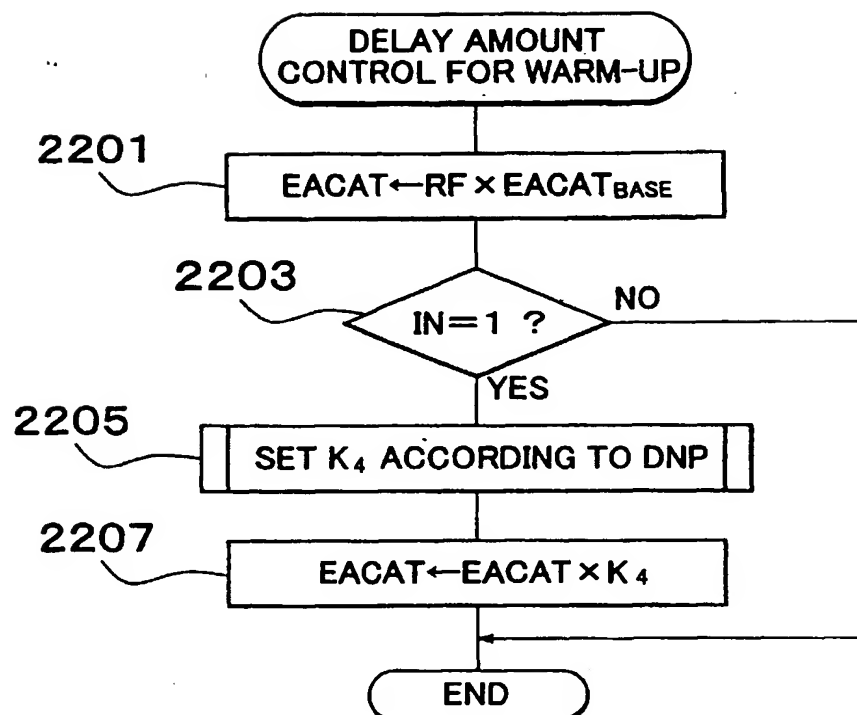 DELAY AMOUNT
CONTROL FOR WARM-UP
2201
EACAT←RF×EACAT_BASE
2203
IN=1 ?
NO
YES
2205
SET K₄ ACCORDING TO DNP
2207
EACAT←EACAT×K₄
END